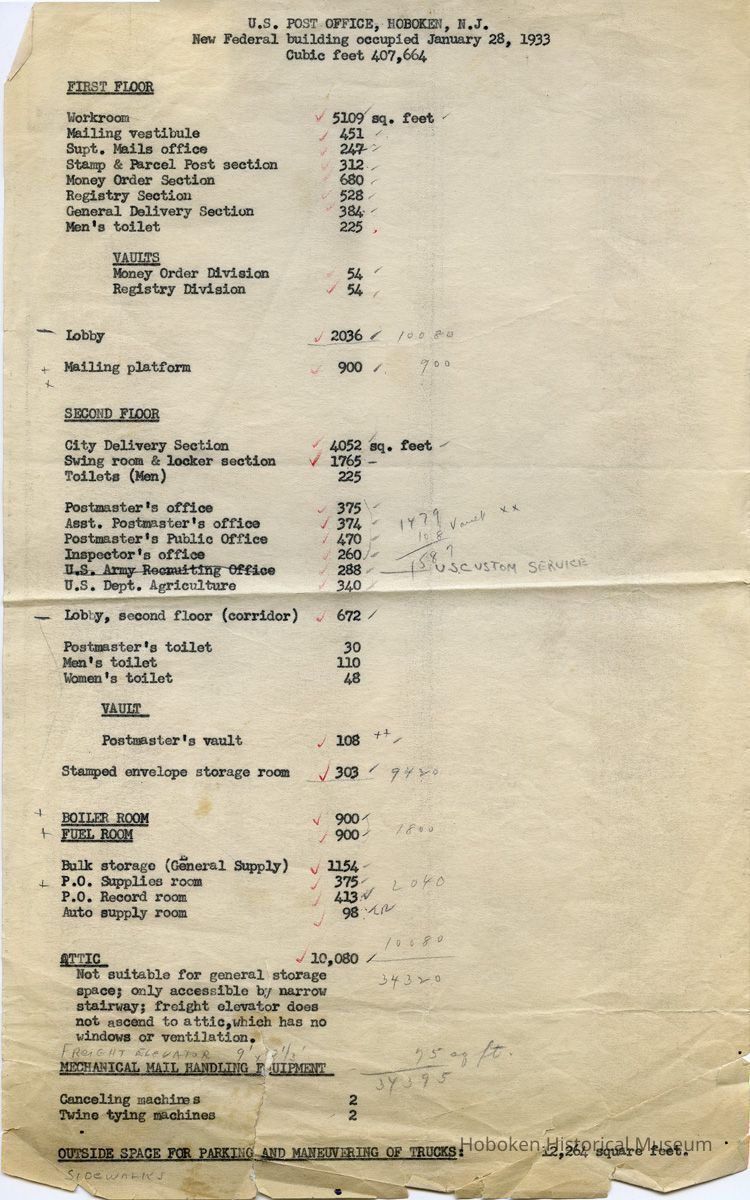 U.S. POST OFFICE, HOBOKEN, N.J.
New Federal building occupied January 28, 1933
Cubic feet 407,664
FIRST FLOOR
Workroom 5109 sq. feet
Mailing vestibule 451
Supt. Mails office 247
Stamp & Parcel Post section 312
Money Order Section 680
Registry Section 528
General Delivery Section 384
Men's toilet 225
VAULTS
Money Order Division 54
Registry Division 54
Lobby 2036 10080
Mailing platform 900 900
SECOND FLOOR
City Delivery Section 4052 sq. feet
Swing room & locker section 1765
Toilets (Men) 225
Postmaster's office 375
Asst. Postmaster's office 374 1479 Vault xx
Postmaster's Public Office 470 108
Inspector's office 260 1587
U.S. Army Recruiting Office 288 U.S. CUSTOM SERVICE
U.S. Dept. Agriculture 340
Lobby, second floor (corridor) 672
Postmaster's toilet 30
Men's toilet 110
Women's toilet 48
VAULT
Postmaster's vault 108 ++
Stamped envelope storage room 303 9420
BOILER ROOM 900
FUEL ROOM 900 1800
Bulk storage (General Supply) 1154
P.O. Supplies room 375 2040
P.O. Record room 413
Auto supply room 98
10080
ATTIC 10,080
Not suitable for general storage 34320
space; only accessible by narrow
stairway; freight elevator does
not ascend to attic,which has no
windows or ventilation.
FREIGHT ELEVATOR 75 sq ft.
MECHANICAL MAIL HANDLING EQUIPMENT 34395
Canceling machines 2
Twine tying machines 2
Hoboken Historical Museum
OUTSIDE SPACE FOR PARKING AND MANEUVERING OF TRUCKS: 12,264 square feet.
SIDEWALKS